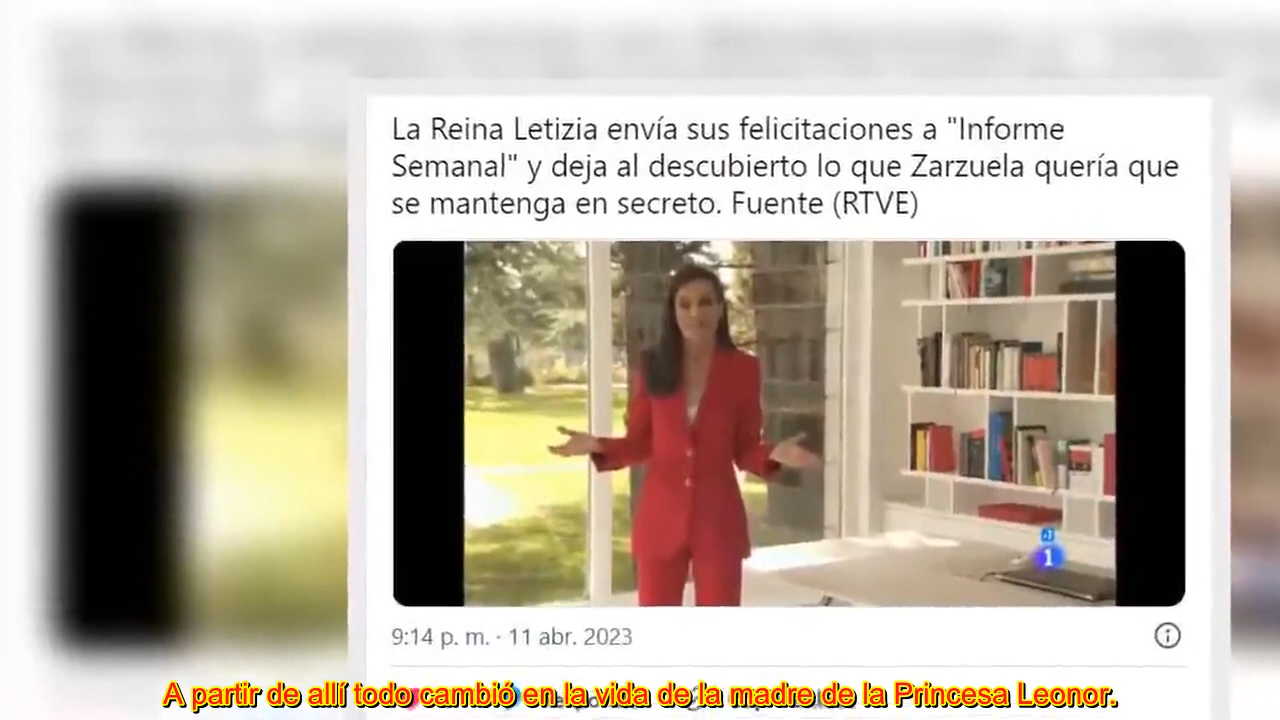 La Reina Letizia envía sus felicitaciones a "Informe
Semanal" y deja al descubierto lo que Zarzuela quería que
se mantenga en secreto. Fuente (RTVE)
1
9:14 p. m. · 11 abr. 2023
A partir de allí todo cambió en la vida de la madre de la Princesa Leonor.